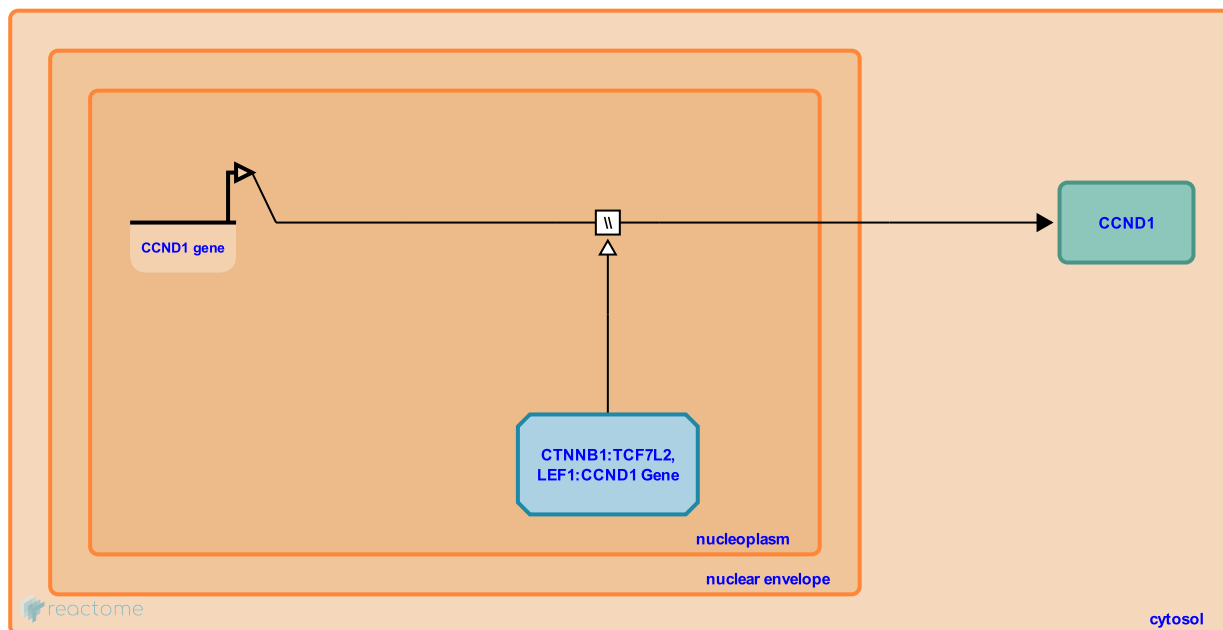 CCND1 gene
\\
CCND1
CTNNB1:TCF7L2,
LEF1:CCND1 Gene
nucleoplasm
nuclear envelope
reactome
cytosol